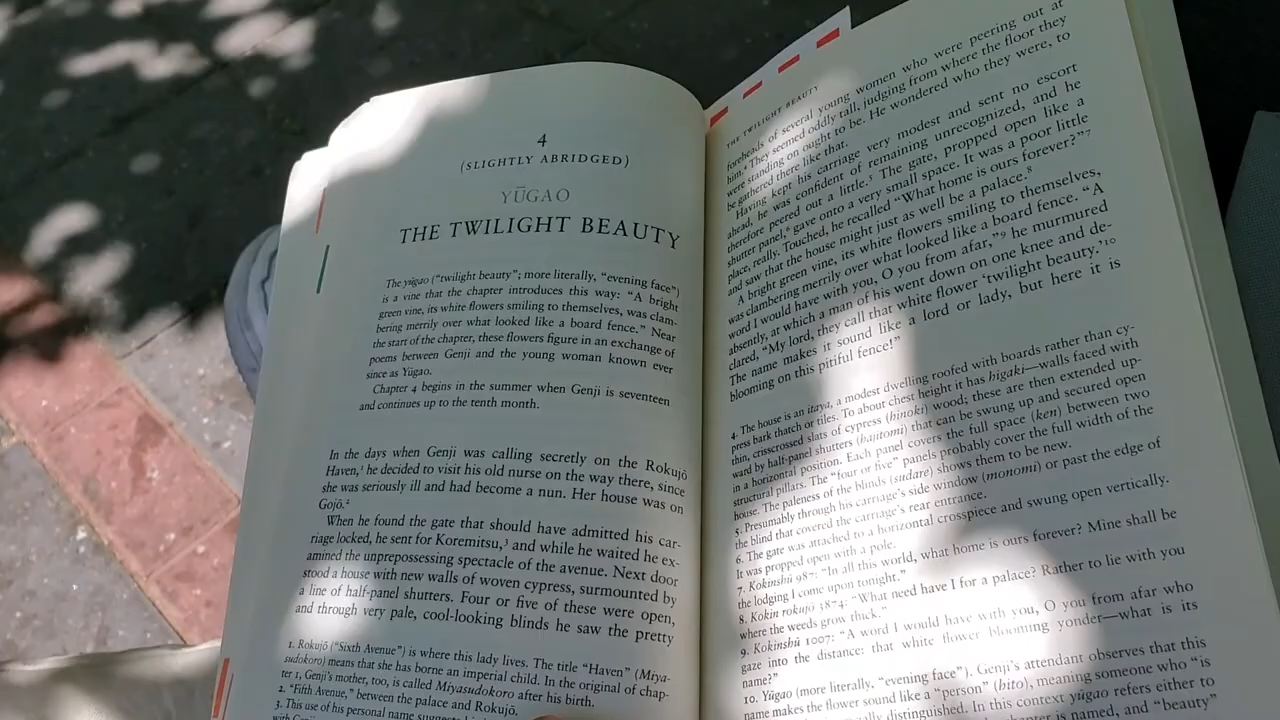 4
(SLIGHTLY ABRIDGED)
YŪGAO
THE TWILIGHT BEAUTY
The yūgao (“twilight beauty”; more literally, “evening face”)
is a vine that the chapter introduces this way: “A bright
green vine, its white flowers smiling to themselves, was clam-
bering merrily over what looked like a board fence.” Near
the start of the chapter, these flowers figure in an exchange of
poems between Genji and the young woman known ever
since as Yūgao.
Chapter 4 begins in the summer when Genji is seventeen
and continues up to the tenth month.
In the days when Genji was calling secretly on the Rokujō
Haven,¹ he decided to visit his old nurse on the way there, since
she was seriously ill and had become a nun. Her house was on
Gojō.²
When he found the gate that should have admitted his car-
riage locked, he sent for Koremitsu,³ and while he waited he ex-
amined the unprepossessing spectacle of the avenue. Next door
stood a house with new walls of woven cypress, surmounted by
a line of half-panel shutters. Four or five of these were open,
and through very pale, cool-looking blinds he saw the pretty
1. Rokujō (“Sixth Avenue”) is where this lady lives. The title “Haven” (Miya-
sudokoro) means that she has borne an imperial child. In the original of chap-
ter 1, Genji’s mother, too, is called Miyasudokoro after his birth.
2. “Fifth Avenue,” between the palace and Rokujō.
3. This use of his personal name
THE TWILIGHT BEAUTY
foreheads of several young women who were peering out at
him.⁴ They seemed oddly tall, judging from where the floor they
were standing on ought to be. He wondered who they were, to
be gathered there like that.
Having kept his carriage very modest and sent no escort
ahead, he was confident of remaining unrecognized, and he
therefore peered out a little.⁵ The gate, propped open like a
shutter panel,⁶ gave onto a very small space. It was a poor little
place, really. Touched, he recalled “What home is ours forever?”⁷
and saw that the house might just as well be a palace.⁸
A bright green vine, its white flowers smiling to themselves,
was clambering merrily over what looked like a board fence. “A
word I would have with you, O you from afar,”⁹ he murmured
absently, at which a man of his went down on one knee and de-
clared, “My lord, they call that white flower ‘twilight beauty.’¹⁰
The name makes it sound like a lord or lady, but here it is
blooming on this pitiful fence!”
4. The house is an itaya, a modest dwelling roofed with boards rather than cy-
press bark thatch or tiles. To about chest height it has higaki—walls faced with
thin, crisscrossed slats of cypress (hinoki) wood; these are then extended up-
ward by half-panel shutters (hajitomi) that can be swung up and secured open
in a horizontal position. Each panel covers the full space (ken) between two
structural pillars. The “four or five” panels probably cover the full width of the
house. The paleness of the blinds (sudare) shows them to be new.
5. Presumably through his carriage’s side window (monomi) or past the edge of
the blind that covered the carriage’s rear entrance.
6. The gate was attached to a horizontal crosspiece and swung open vertically.
It was propped open with a pole.
7. Kokinshū 987: “In all this world, what home is ours forever? Mine shall be
the lodging I come upon tonight.”
8. Kokin rokujō 3874: “What need have I for a palace? Rather to lie with you
where the weeds grow thick.”
9. Kokinshū 1007: “A word I would have with you, O you from afar who
gaze into the distance: that white flower blooming yonder—what is its
name?”
10. Yūgao (more literally, “evening face”). Genji’s attendant observes that this
name makes the flower sound like a “person” (hito), meaning someone who “is
distinguished. In this context yūgao refers either to
is named, and “beauty”